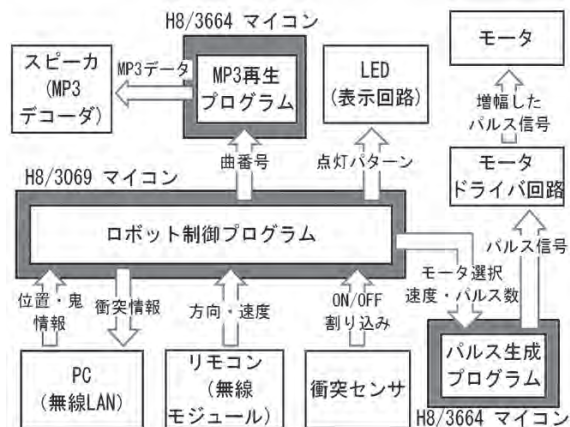 H8/3664 マイコン
スピーカ
(MP3
デコーダ)
MP3データ
MP3再生
プログラム
LED
(表示回路)
モータ
増幅した
パルス信号
曲番号
点灯パターン
モータ
ドライバ回路
H8/3069 マイコン
ロボット制御プログラム
パルス信号
モータ選択
速度・パルス数
位置・鬼
情報
衝突情報
方向・速度
ON/OFF
割り込み
PC
(無線LAN)
リモコン
(無線
モジュール)
衝突センサ
パルス生成
プログラム
H8/3664 マイコン